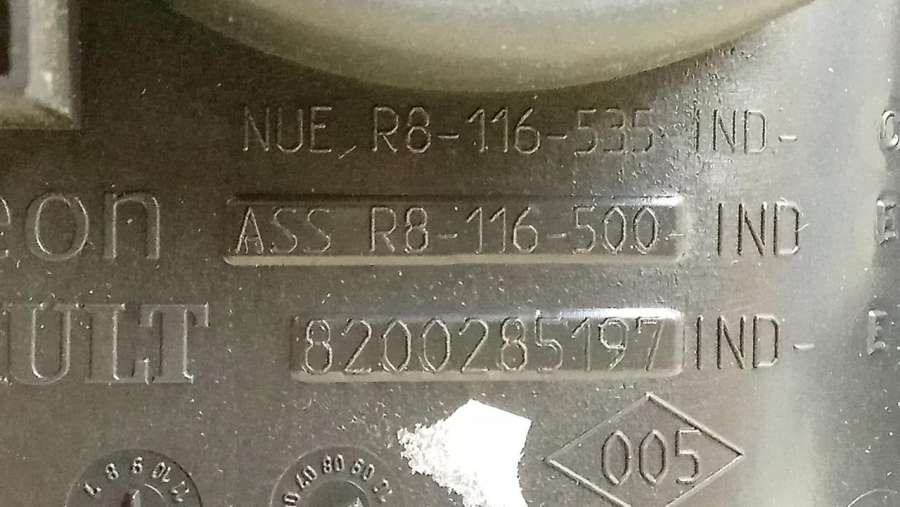 NUE R8-116-535 IND.-
eon ASS R8-116-500- IND E
ULT 8200285197 IND- E
005